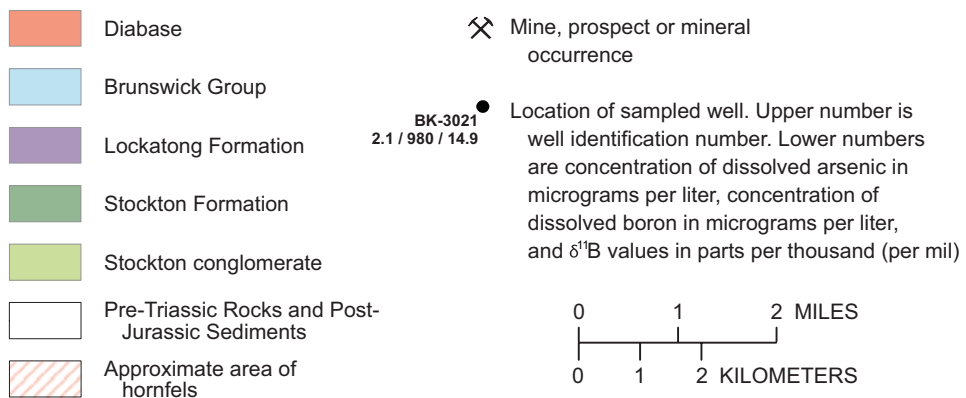 Diabase
Brunswick Group
Lockatong Formation
Stockton Formation
Stockton conglomerate
Pre-Triassic Rocks and Post-
Jurassic Sediments
Approximate area of
hornfels
Mine, prospect or mineral
occurrence
BK-3021
2.1 / 980 / 14.9
Location of sampled well. Upper number is
well identification number. Lower numbers
are concentration of dissolved arsenic in
micrograms per liter, concentration of
dissolved boron in micrograms per liter,
and δ¹¹B values in parts per thousand (per mil)
0 1 2 MILES
0 1 2 KILOMETERS